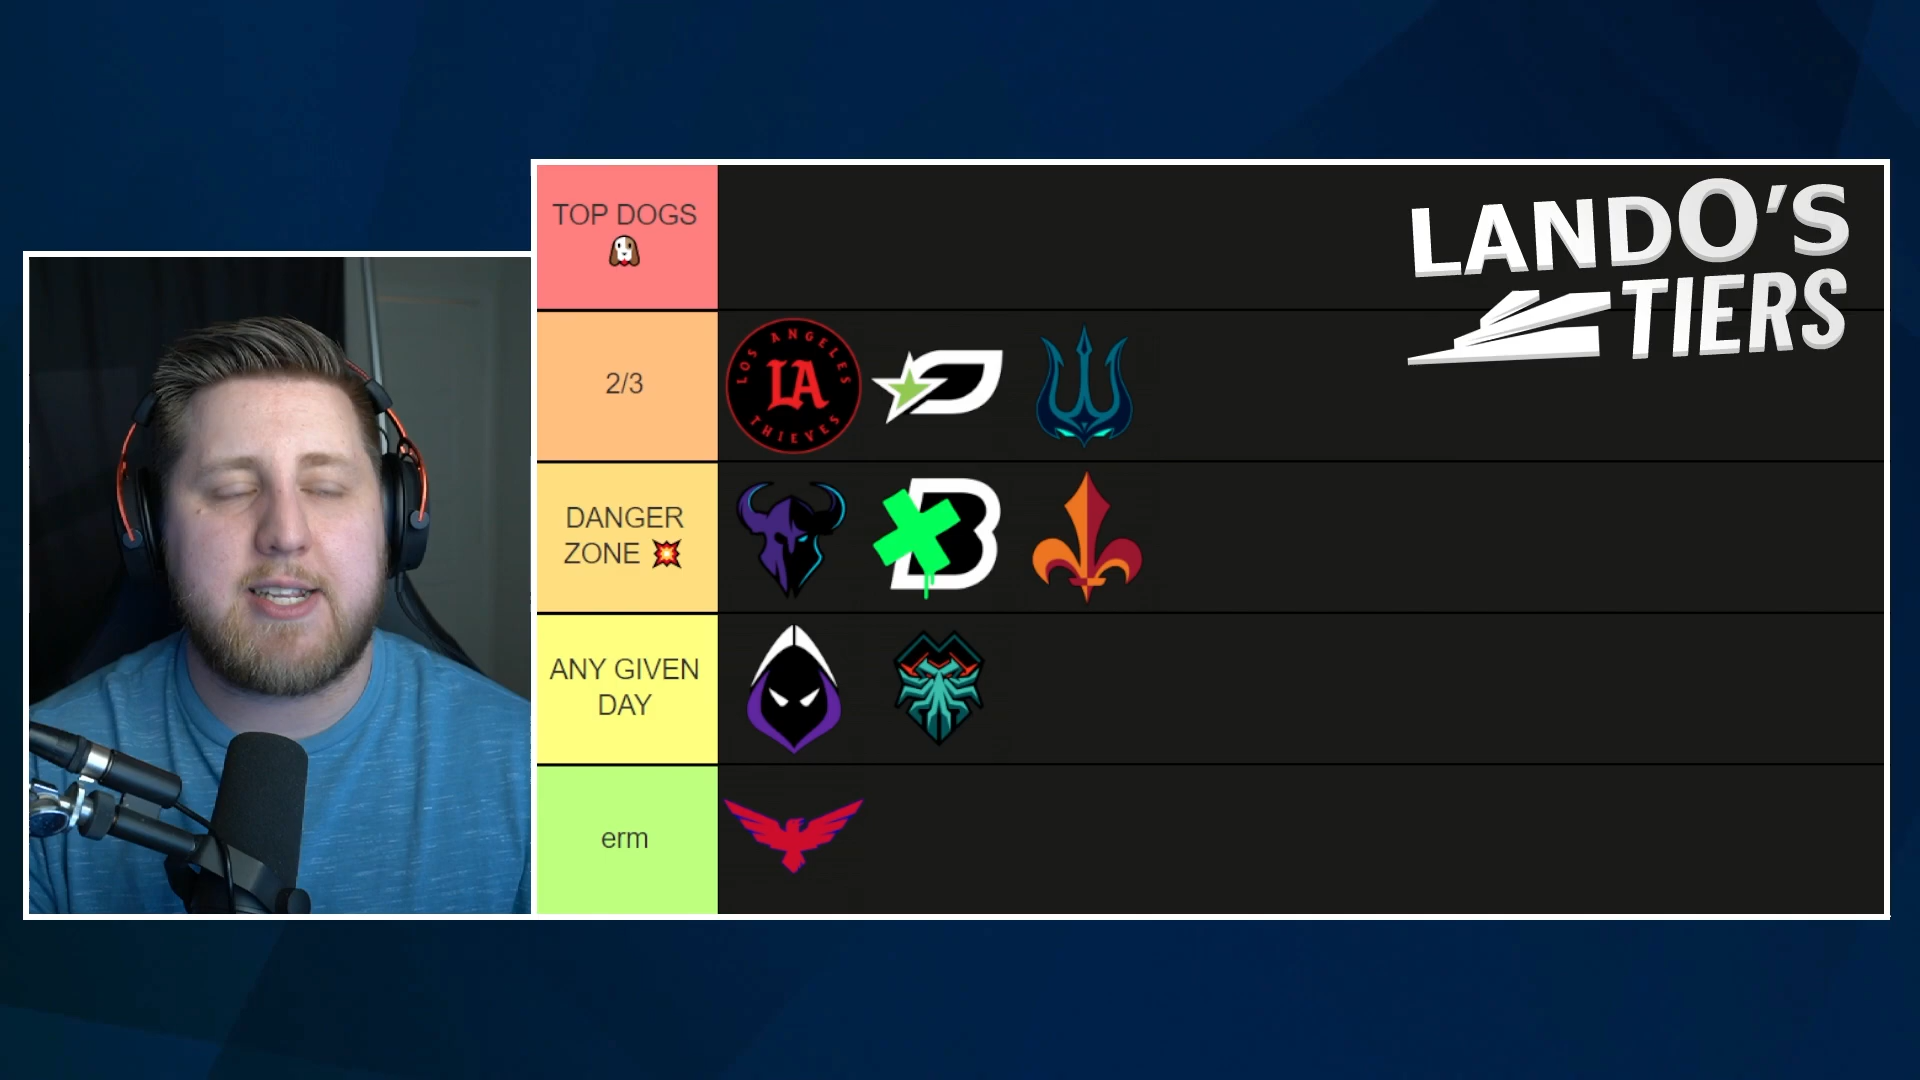 TOP DOGS
LANDO'S
TIERS
2/3
LOS ANGELES
LA
THIEVES
DANGER
ZONE
B
ANY GIVEN
DAY
erm